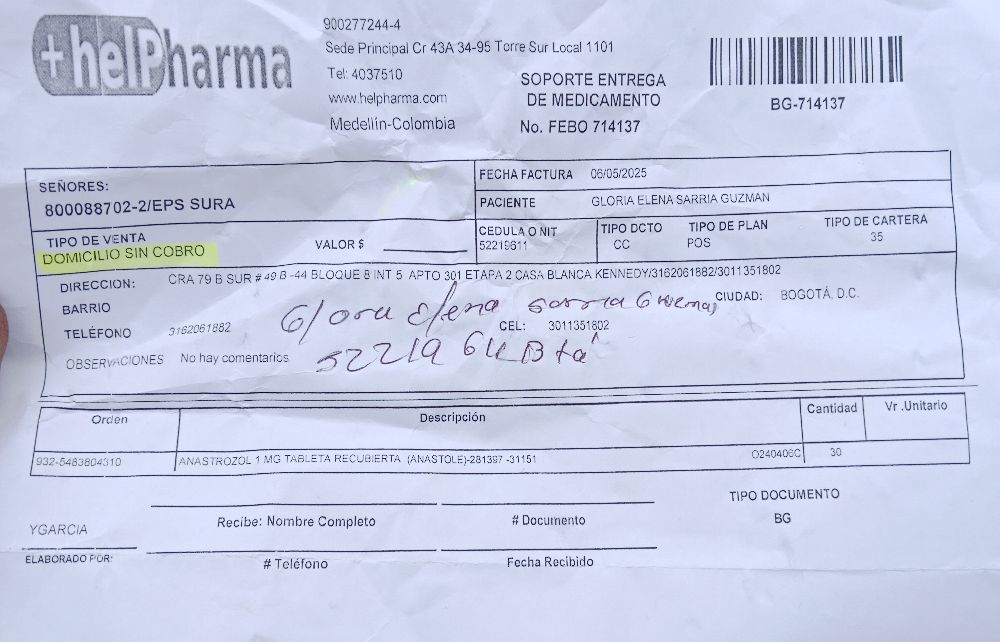 +helPharma
900277244-4
Sede Principal Cr 43A 34-95 Torre Sur Local 1101
Tel: 4037510
www.helpharma.com
Medellín-Colombia
SOPORTE ENTREGA
DE MEDICAMENTO
No. FEBO 714137
BG-714137
SEÑORES:
800088702-2/EPS SURA
FECHA FACTURA 06/05/2025
PACIENTE GLORIA ELENA SARRIA GUZMAN
TIPO DE VENTA
DOMICILIO SIN COBRO
VALOR $
CEDULA O NIT
52219611
TIPO DCTO
CC
TIPO DE PLAN
POS
TIPO DE CARTERA
35
DIRECCION: CRA 79 B SUR # 49 B -44 BLOQUE 8 INT 5 APTO 301 ETAPA 2 CASA BLANCA KENNEDY/3162061882/3011351802
BARRIO
CIUDAD: BOGOTÁ, D.C.
Gloria Elena Sarria
TELÉFONO 3162061882
CEL: 3011351802
OBSERVACIONES No hay comentarios
52219611 Bta
Orden Descripción Cantidad Vr .Unitario
932-5483804310 ANASTROZOL 1 MG TABLETA RECUBIERTA (ANASTOLE)-281397 -31151 O240406C 30
TIPO DOCUMENTO
BG
YGARCIA
ELABORADO POR:
Recibe: Nombre Completo
# Documento
# Teléfono
Fecha Recibido